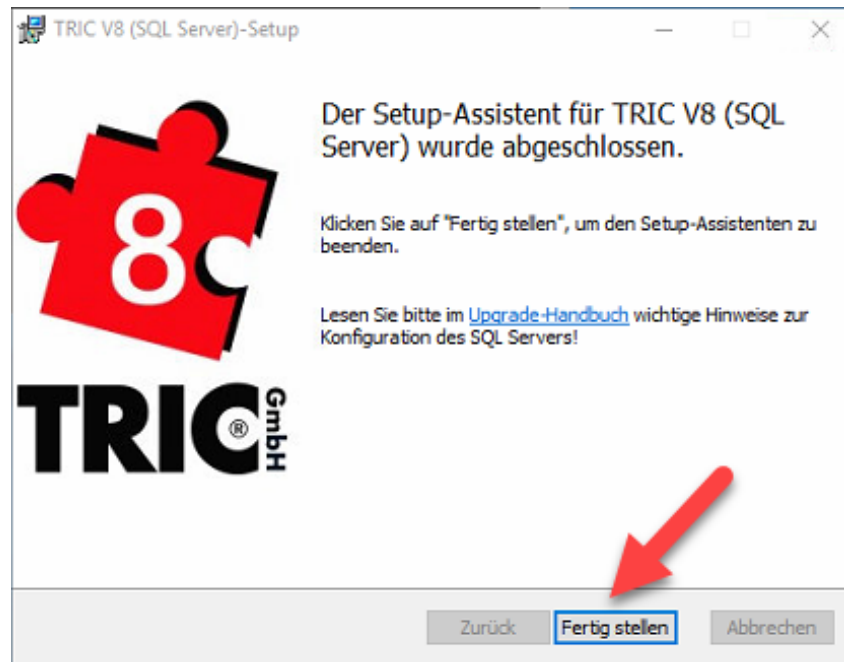 TRIC V8 (SQL Server)-Setup
8
TRIC® GmbH
Der Setup-Assistent für TRIC V8 (SQL
Server) wurde abgeschlossen.
Klicken Sie auf "Fertig stellen", um den Setup-Assistenten zu
beenden.
Lesen Sie bitte im Upgrade-Handbuch wichtige Hinweise zur
Konfiguration des SQL Servers!
Zurück Fertig stellen Abbrechen